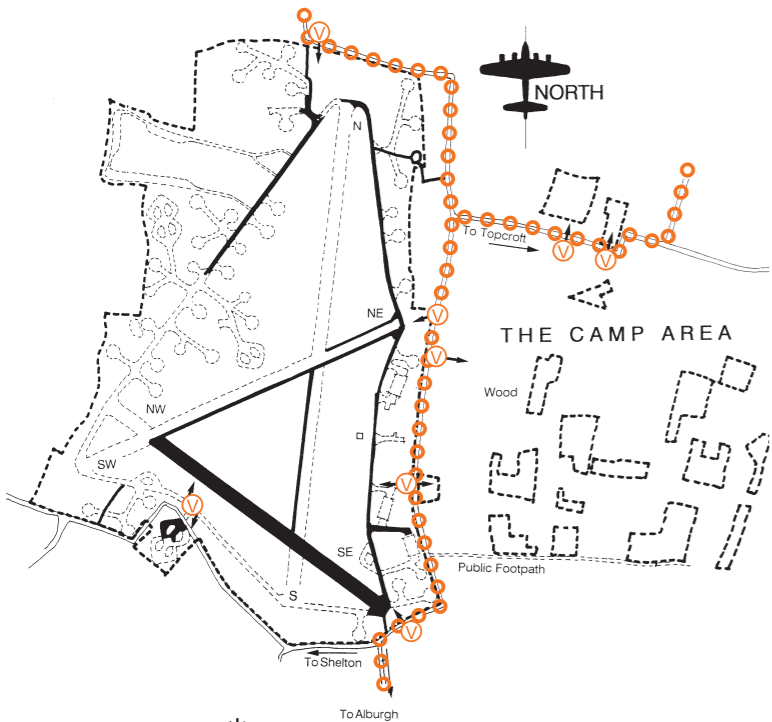 V
NORTH
N
To Topcroft
V
V
NE
V
THE CAMP AREA
V
Wood
NW
SW
V
V
SE
Public Footpath
S
V
To Shelton
To Alburgh